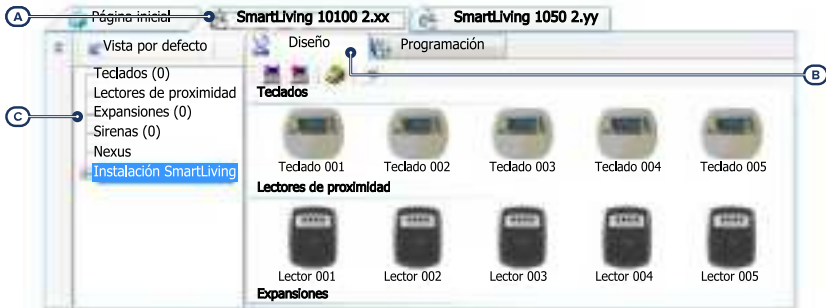 A
Página inicial
SmartLiving 10100 2.xx
SmartLiving 1050 2.yy
Vista por defecto
Diseño
Programación
B
Teclados (0)
Lectores de proximidad
Expansiones (0)
Sirenas (0)
Nexus
Instalación SmartLiving
C
Teclados
Teclado 001
Teclado 002
Teclado 003
Teclado 004
Teclado 005
Lectores de proximidad
Lector 001
Lector 002
Lector 003
Lector 004
Lector 005
Expansiones